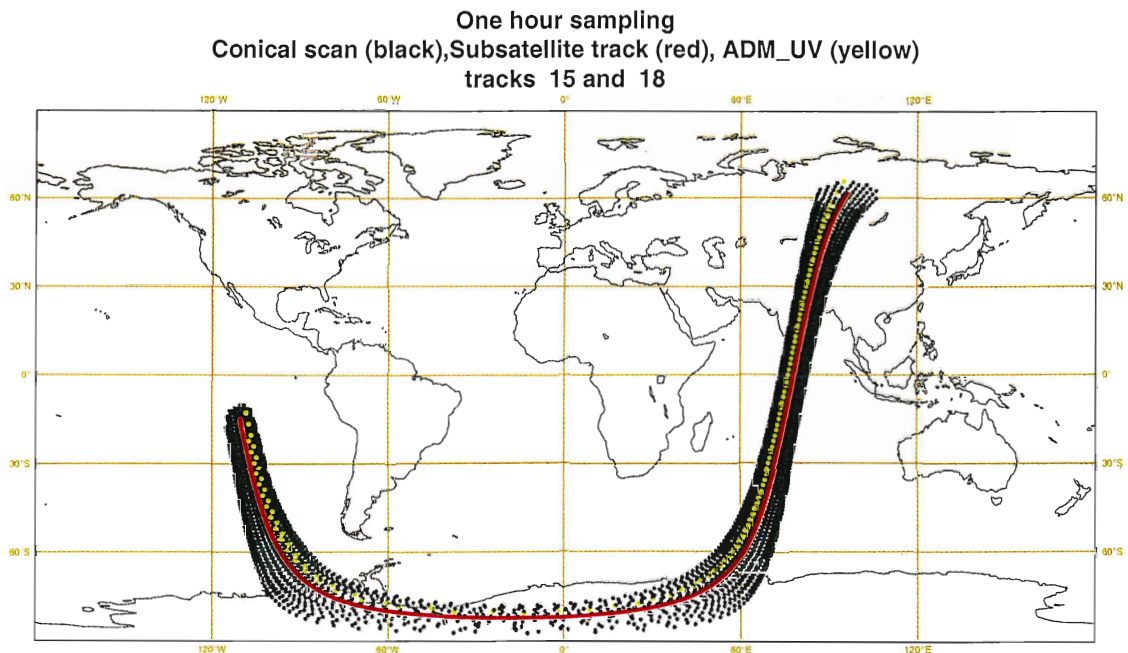 One hour sampling
Conical scan (black),Subsatellite track (red), ADM_UV (yellow)
tracks 15 and 18
120°W 60°W 0° 60°E 120°E
60°N 60°N
30°N 30°N
0° 0°
30°S 30°S
60°S 60°S
120°W 60°W 0° 60°E 120°E